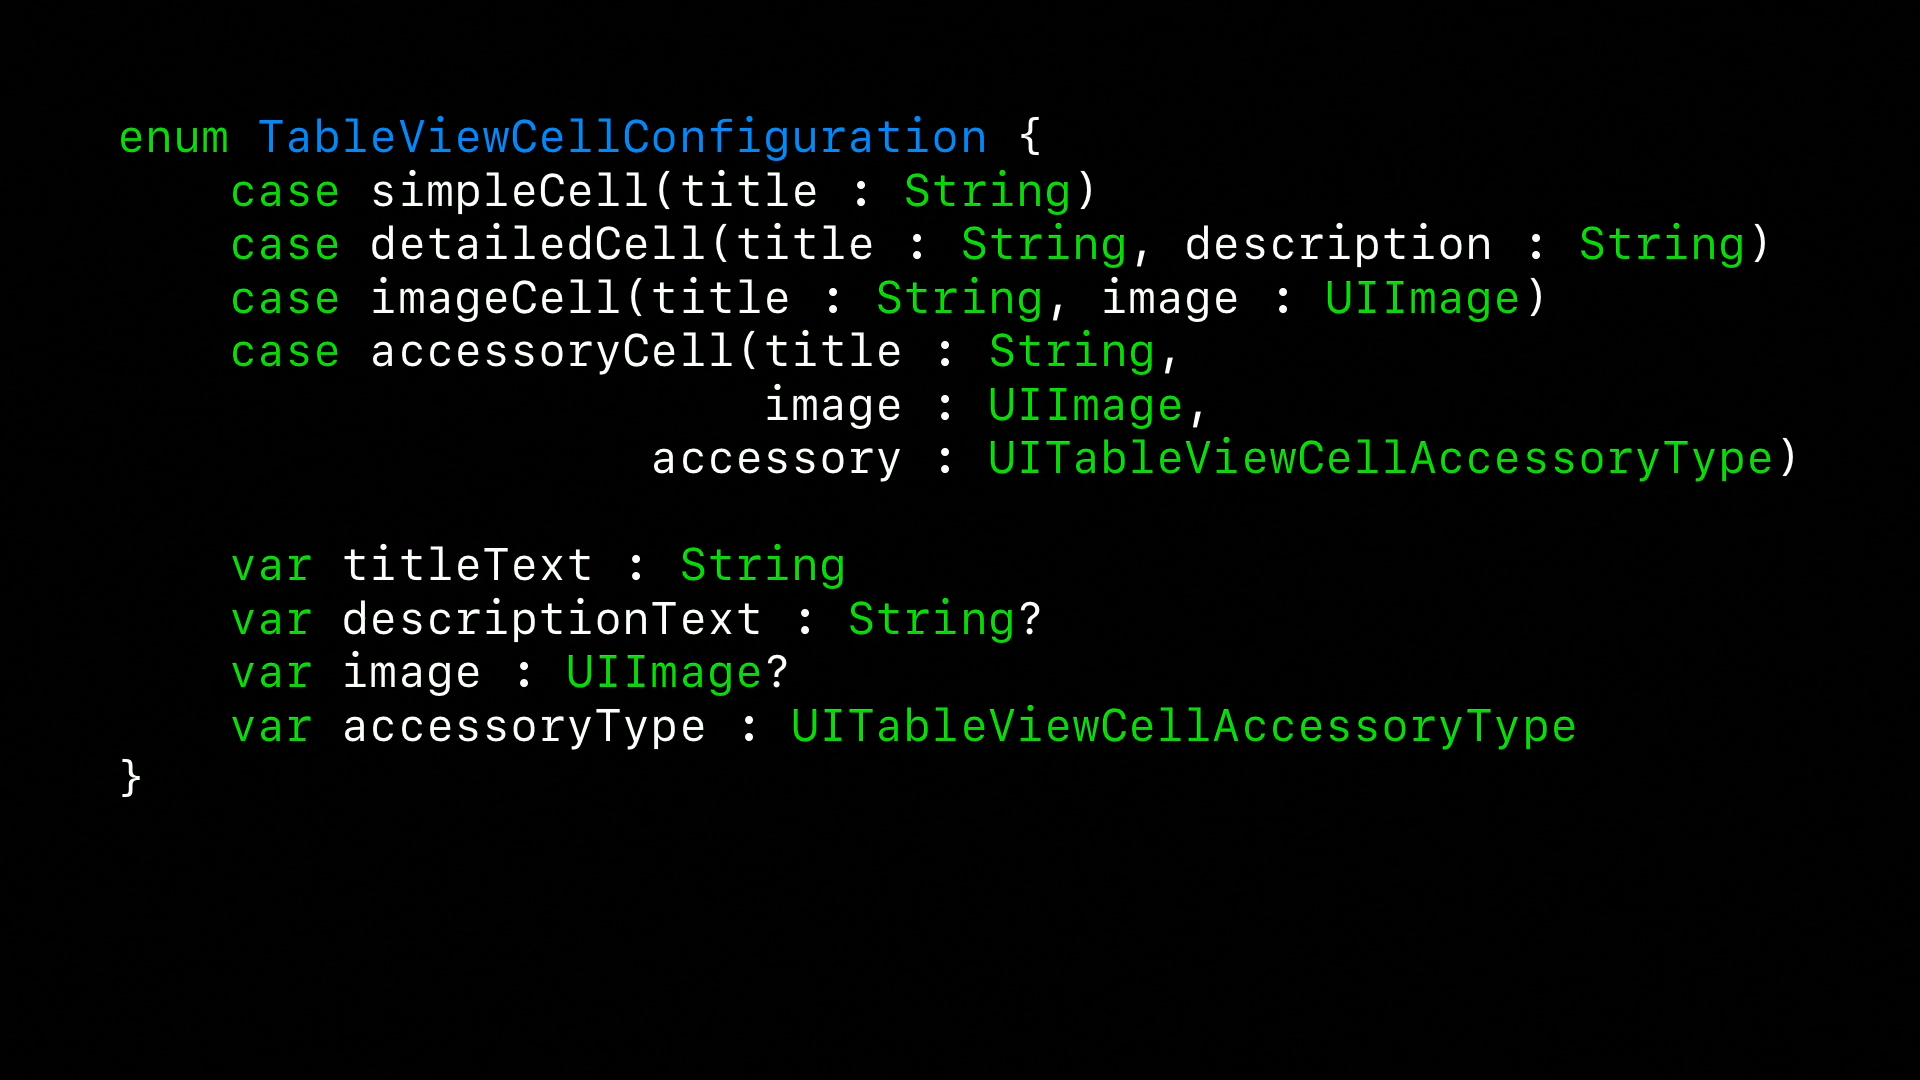 enum TableViewCellConfiguration {
    case simpleCell(title : String)
    case detailedCell(title : String, description : String)
    case imageCell(title : String, image : UIImage)
    case accessoryCell(title : String,
                       image : UIImage,
                   accessory : UITableViewCellAccessoryType)
    var titleText : String
    var descriptionText : String?
    var image : UIImage?
    var accessoryType : UITableViewCellAccessoryType
}